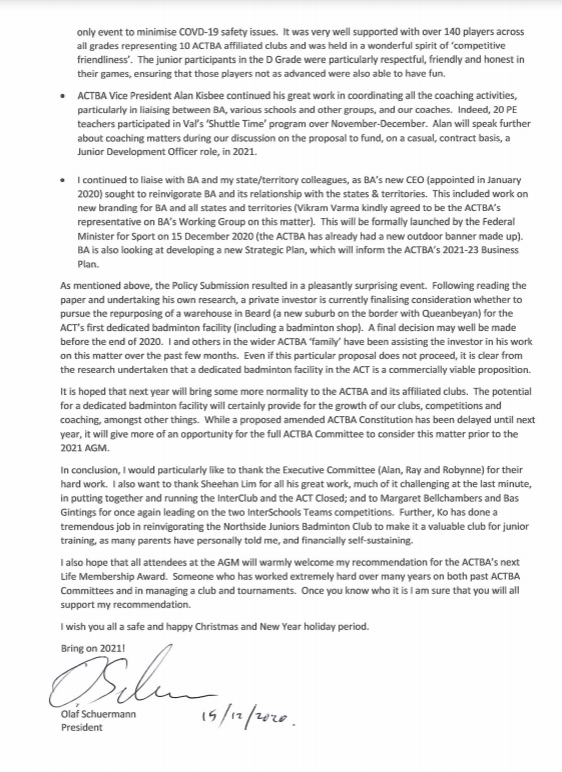 only event to minimise COVD-19 safety issues. It was very well supported with over 140 players across
all grades representing 10 ACTBA affiliated clubs and was held in a wonderful spirit of 'competitive
friendliness'. The junior participants in the D Grade were particularly respectful, friendly and honest in
their games, ensuring that those players not as advanced were also able to have fun.
• ACTBA Vice President Alan Kisbee continued his great work in coordinating all the coaching activities,
particularly in liaising between BA, various schools and other groups, and our coaches. Indeed, 20 PE
teachers participated in Val's 'Shuttle Time' program over November-December. Alan will speak further
about coaching matters during our discussion on the proposal to fund, on a casual, contract basis, a
Junior Development Officer role, in 2021.
• I continued to liaise with BA and my state/territory colleagues, as BA's new CEO (appointed in January
2020) sought to reinvigorate BA and its relationship with the states & territories. This included work on
new branding for BA and all states and territories (Vikram Varma kindly agreed to be the ACTBA's
representative on BA's Working Group on this matter). This will be formally launched by the Federal
Minister for Sport on 15 December 2020 (the ACTBA has already had a new outdoor banner made up).
BA is also looking at developing a new Strategic Plan, which will inform the ACTBA's 2021-23 Business
Plan.
As mentioned above, the Policy Submission resulted in a pleasantly surprising event. Following reading the
paper and undertaking his own research, a private investor is currently finalising consideration whether to
pursue the repurposing of a warehouse in Beard (a new suburb on the border with Queanbeyan) for the
ACT's first dedicated badminton facility (including a badminton shop). A final decision may well be made
before the end of 2020. I and others in the wider ACTBA 'family' have been assisting the investor in his work
on this matter over the past few months. Even if this particular proposal does not proceed, it is clear from
the research undertaken that a dedicated badminton facility in the ACT is a commercially viable proposition.
It is hoped that next year will bring some more normality to the ACTBA and its affiliated clubs. The potential
for a dedicated badminton facility will certainly provide for the growth of our clubs, competitions and
coaching, amongst other things. While a proposed amended ACTBA Constitution has been delayed until next
year, it will give more of an opportunity for the full ACTBA Committee to consider this matter prior to the
2021 AGM.
In conclusion, I would particularly like to thank the Executive Committee (Alan, Ray and Robynne) for their
hard work. I also want to thank Sheehan Lim for all his great work, much of it challenging at the last minute,
in putting together and running the InterClub and the ACT Closed; and to Margaret Bellchambers and Bas
Gintings for once again leading on the two InterSchools Teams competitions. Further, Ko has done a
tremendous job in reinvigorating the Northside Juniors Badminton Club to make it a valuable club for junior
training, as many parents have personally told me, and financially self-sustaining.
I also hope that all attendees at the AGM will warmly welcome my recommendation for the ACTBA's next
Life Membership Award. Someone who has worked extremely hard over many years on both past ACTBA
Committees and in managing a club and tournaments. Once you know who it is I am sure that you will all
support my recommendation.
I wish you all a safe and happy Christmas and New Year holiday period.
Bring on 2021!
Olaf Schuermann
15/12/2020.
President